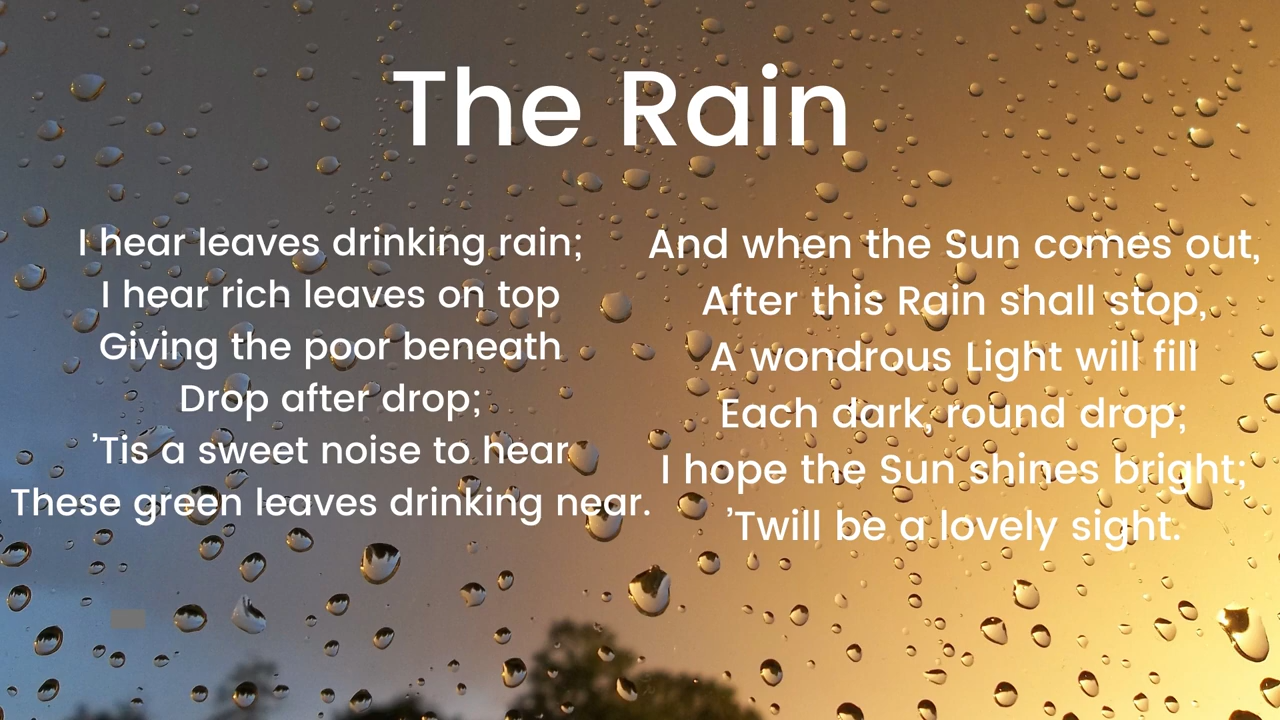 The Rain
I hear leaves drinking rain;
I hear rich leaves on top
Giving the poor beneath
Drop after drop;
’Tis a sweet noise to hear
These green leaves drinking near.
And when the Sun comes out,
After this Rain shall stop,
A wondrous Light will fill
Each dark, round drop;
I hope the Sun shines bright;
’Twill be a lovely sight.